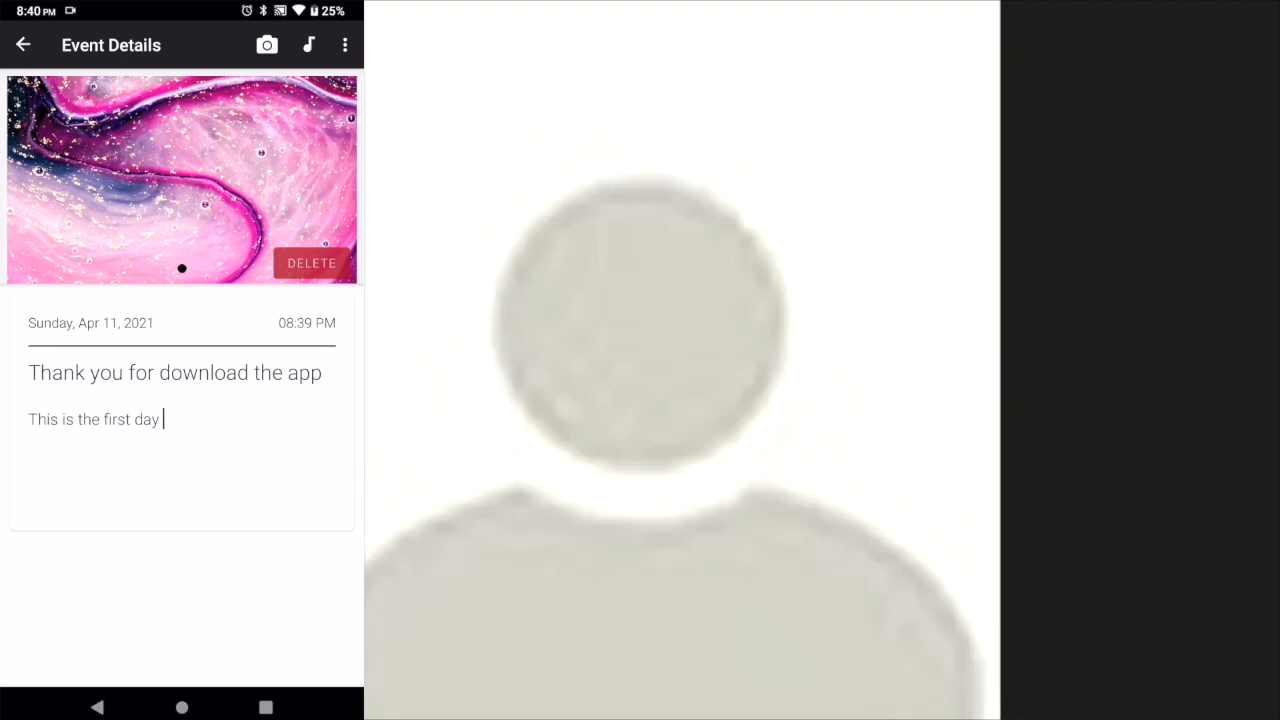 8:40 PM 25%
Event Details
DELETE
Sunday, Apr 11, 2021 08:39 PM
Thank you for download the app
This is the first day